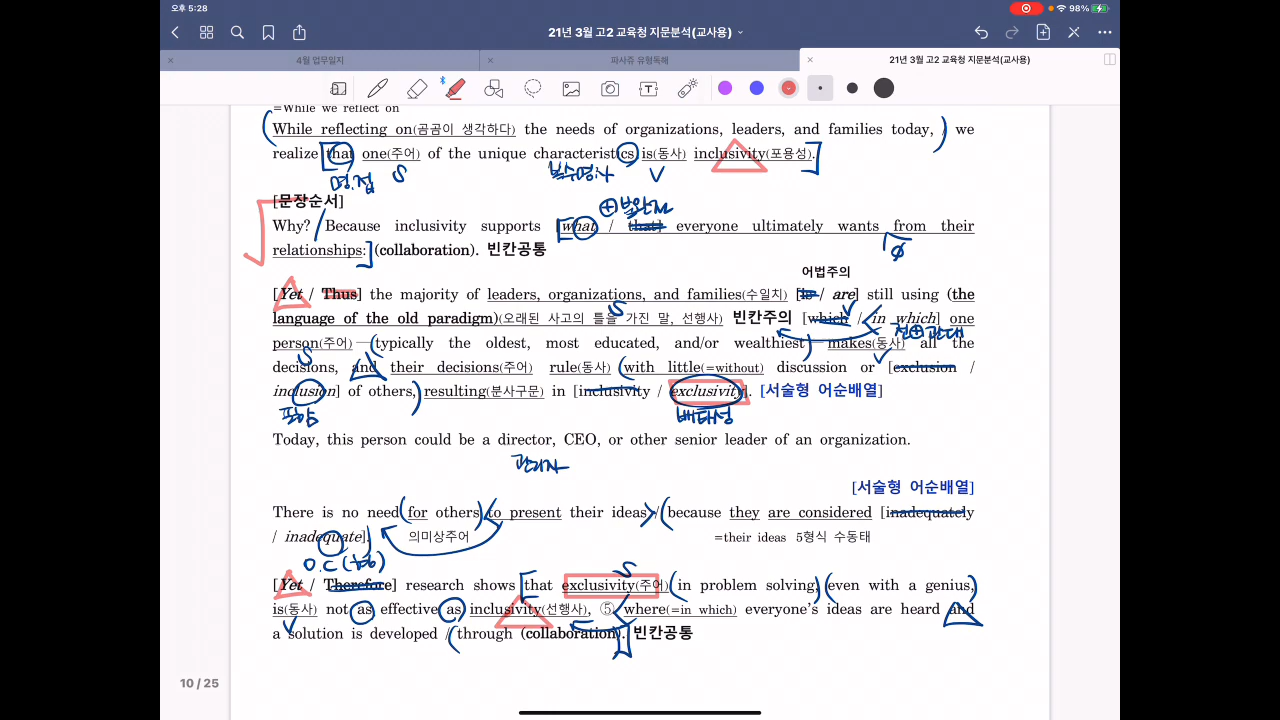 오후 5:28
98%
21년 3월 고2 교육청 지문분석(교사용)
4월 업무일지
파사쥬 유형독해
21년 3월 고2 교육청 지문분석(교사용)
=While we reflect on
While reflecting on(곰곰이 생각하다) the needs of organizations, leaders, and families today, / we
realize that one(주어) of the unique characteristics is(동사) inclusivity(포용성).
명.접 S 복수명사 V
[문장순서]
⊕불완자
Why? Because inclusivity supports [what / that] everyone ultimately wants from their
relationships: (collaboration). 빈칸공통
ø
어법주의
[Yet / Thus] the majority of leaders, organizations, and families(수일치) [is / are] still using (the
S V
language of the old paradigm)(오래된 사고의 틀을 가진 말, 선행사) 빈칸주의 [which / in which] one
전⊕관대
person(주어) —(typically the oldest, most educated, and/or wealthiest)— makes(동사) all the
S V
decisions, and their decisions(주어) rule(동사) (with little(=without) discussion or [exclusion /
inclusion] of others,) resulting(분사구문) in [inclusivity / exclusivity]. [서술형 어순배열]
포함 배타성
Today, this person could be a director, CEO, or other senior leader of an organization.
관리자
[서술형 어순배열]
There is no need (for others) to present their ideas / (because they are considered [inadequately
/ inadequate]. 의미상주어 =their ideas 5형식 수동태
O.C (형)
S
[Yet / Therefore] research shows [that exclusivity(주어) (in problem solving,) (even with a genius,)
is(동사) not as effective as inclusivity(선행사), ⑤ where(=in which) everyone's ideas are heard and
V
a solution is developed / (through (collaboration).] 빈칸공통
10 / 25